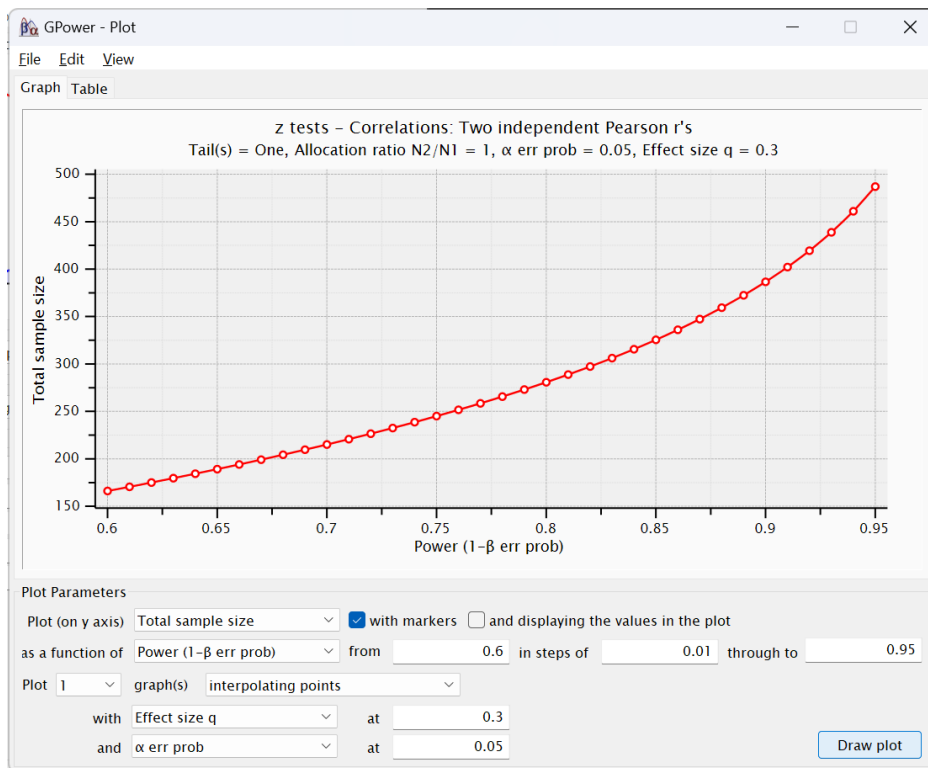 GPower - Plot
File Edit View
Graph Table
z tests – Correlations: Two independent Pearson r's
Tail(s) = One, Allocation ratio N2/N1 = 1, α err prob = 0.05, Effect size q = 0.3
500
450
400
350
300
250
200
150
Total sample size
0.6 0.65 0.7 0.75 0.8 0.85 0.9 0.95
Power (1-β err prob)
Plot Parameters
Plot (on y axis) Total sample size with markers and displaying the values in the plot
as a function of Power (1-β err prob) from 0.6 in steps of 0.01 through to 0.95
Plot 1 graph(s) interpolating points
with Effect size q at 0.3
and α err prob at 0.05
Draw plot